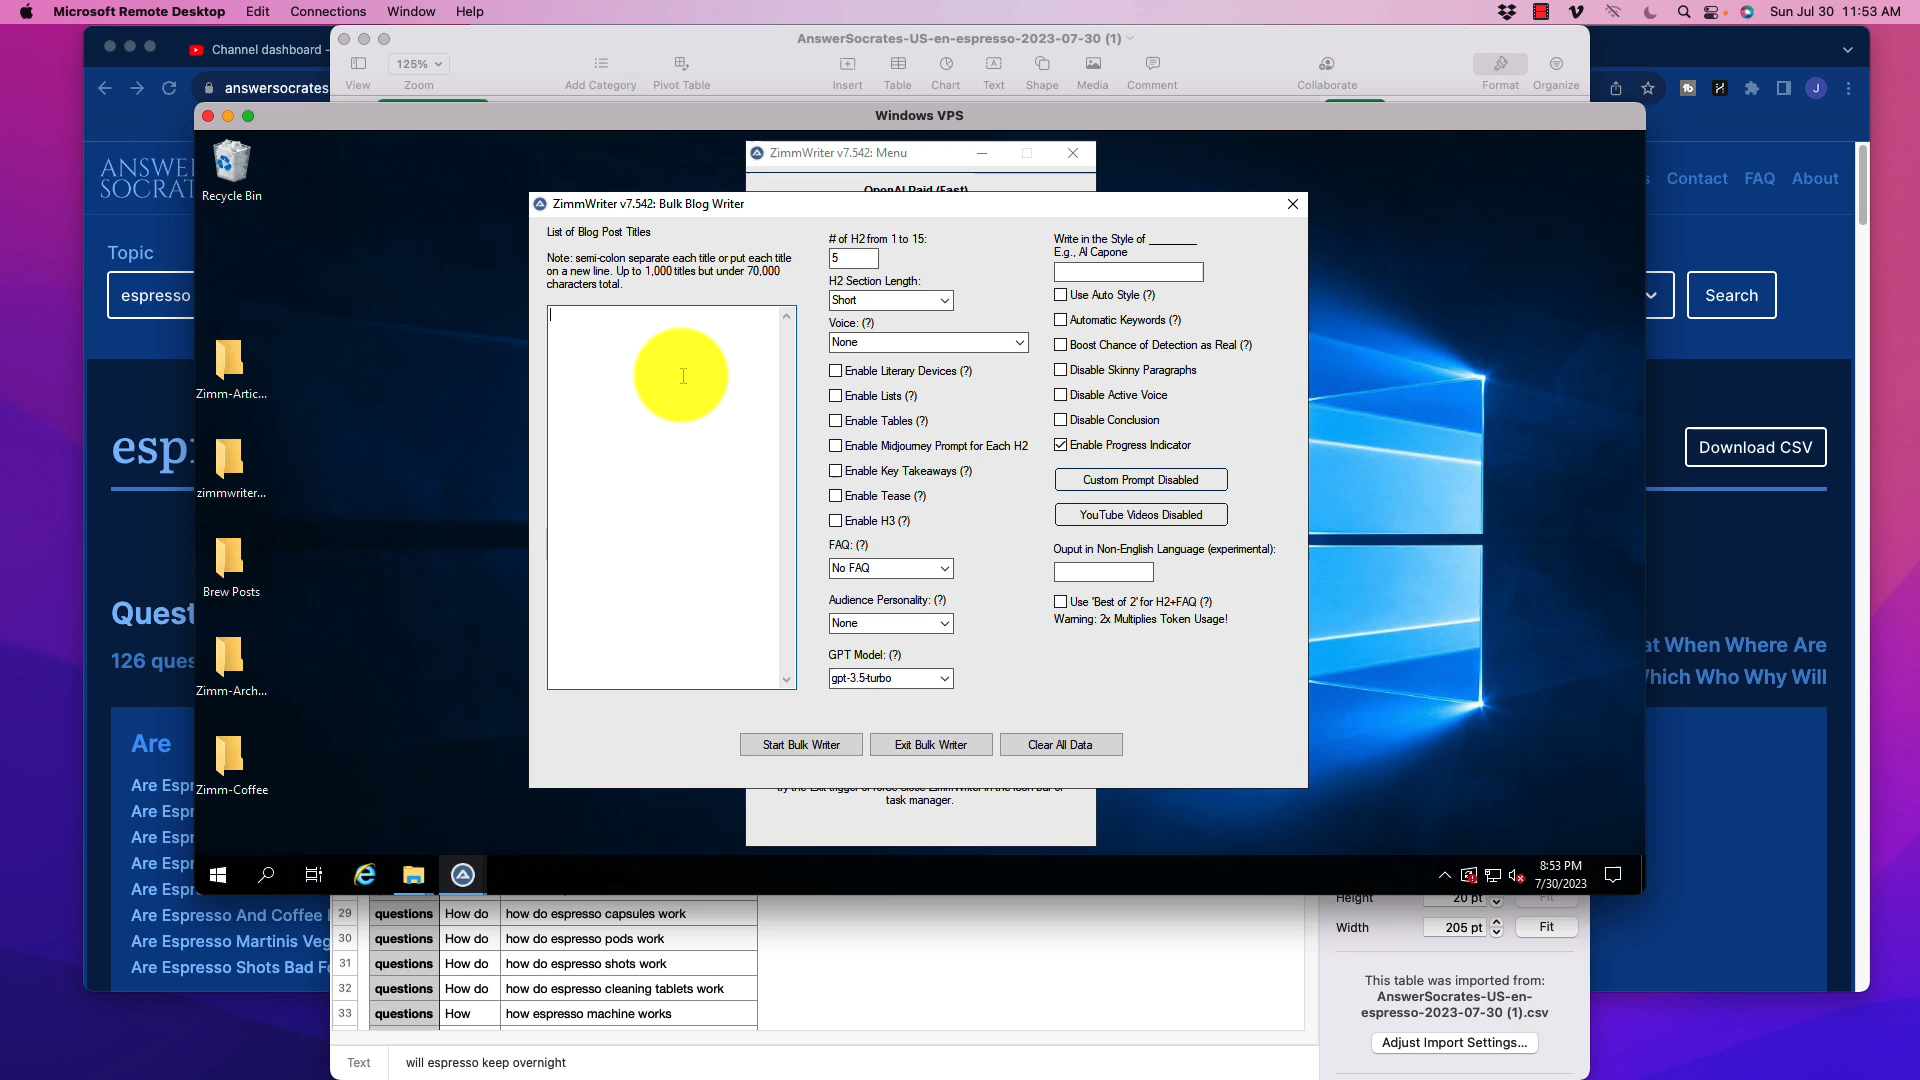 Microsoft Remote Desktop Edit Connections Window Help
Sun Jul 30 11:53 AM
Channel dashboard -
AnswerSocrates-US-en-espresso-2023-07-30 (1)
125%
View Zoom Add Category Pivot Table Insert Table Chart Text Shape Media Comment Collaborate Format Organize
answersocrates
J
Windows VPS
ANSWE
SOCRAT
Contact FAQ About
Topic
espresso
Search
Download CSV
Quest
126 ques
at When Where Are
Which Who Why Will
Are
Are Espr
Are Espr
Are Espr
Are Espr
Are Espr
Are Espresso And Coffee
Are Espresso Martinis Veg
Are Espresso Shots Bad Fo
Recycle Bin
Zimm-Artic...
zimmwriter...
Brew Posts
Zimm-Arch...
Zimm-Coffee
ZimmWriter v7.542: Menu
OpenAI Paid (Fast)
ZimmWriter v7.542: Bulk Blog Writer
List of Blog Post Titles
Note: semi-colon separate each title or put each title
on a new line. Up to 1,000 titles but under 70,000
characters total.
# of H2 from 1 to 15:
5
H2 Section Length:
Short
Voice: (?)
None
Enable Literary Devices (?)
Enable Lists (?)
Enable Tables (?)
Enable Midjourney Prompt for Each H2
Enable Key Takeaways (?)
Enable Tease (?)
Enable H3 (?)
FAQ: (?)
No FAQ
Audience Personality: (?)
None
GPT Model: (?)
gpt-3.5-turbo
Write in the Style of ________
E.g., Al Capone
Use Auto Style (?)
Automatic Keywords (?)
Boost Chance of Detection as Real (?)
Disable Skinny Paragraphs
Disable Active Voice
Disable Conclusion
Enable Progress Indicator
Custom Prompt Disabled
YouTube Videos Disabled
Ouput in Non-English Language (experimental):
Use 'Best of 2' for H2+FAQ (?)
Warning: 2x Multiplies Token Usage!
Start Bulk Writer
Exit Bulk Writer
Clear All Data
task manager.
8:53 PM
7/30/2023
29 questions How do how do espresso capsules work
30 questions How do how do espresso pods work
31 questions How do how do espresso shots work
32 questions How do how do espresso cleaning tablets work
33 questions How how espresso machine works
Text will espresso keep overnight
Height 20 pt Fit
Width 205 pt Fit
This table was imported from:
AnswerSocrates-US-en-
espresso-2023-07-30 (1).csv
Adjust Import Settings...